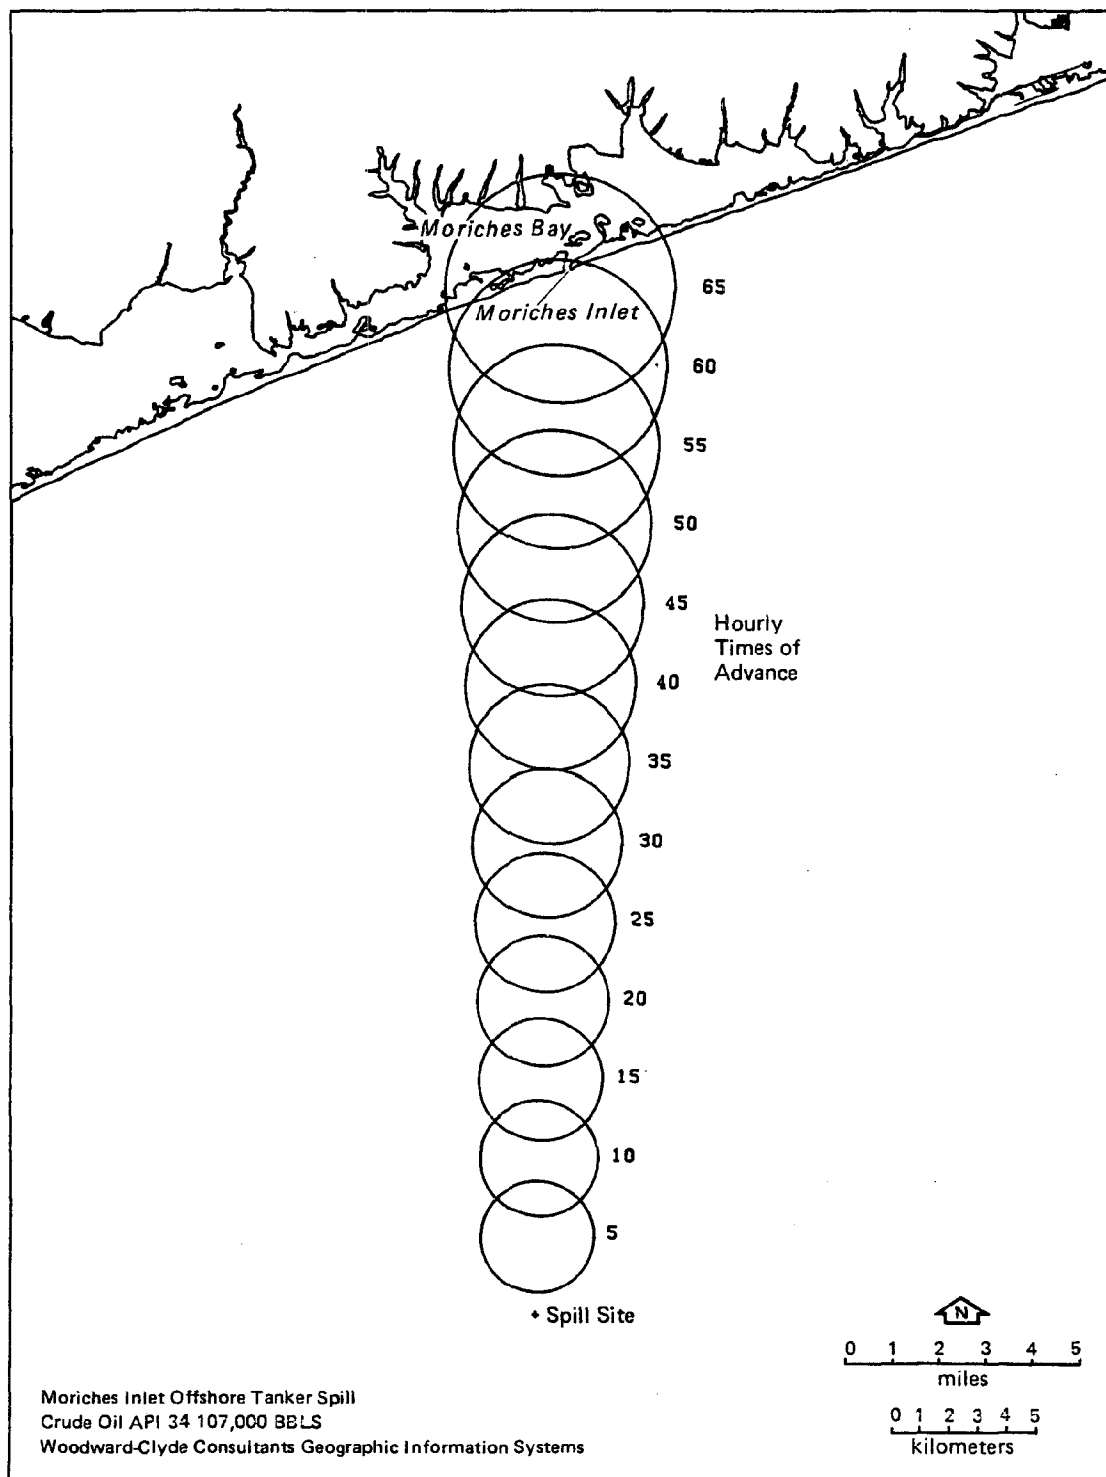 Moriches Bay
Moriches Inlet
65
60
55
50
45
40
35
30
25
20
15
10
5
Hourly
Times of
Advance
Spill Site
N
0 1 2 3 4 5
miles
0 1 2 3 4 5
kilometers
Moriches Inlet Offshore Tanker Spill
Crude Oil API 34 107,000 BBLS
Woodward-Clyde Consultants Geographic Information Systems